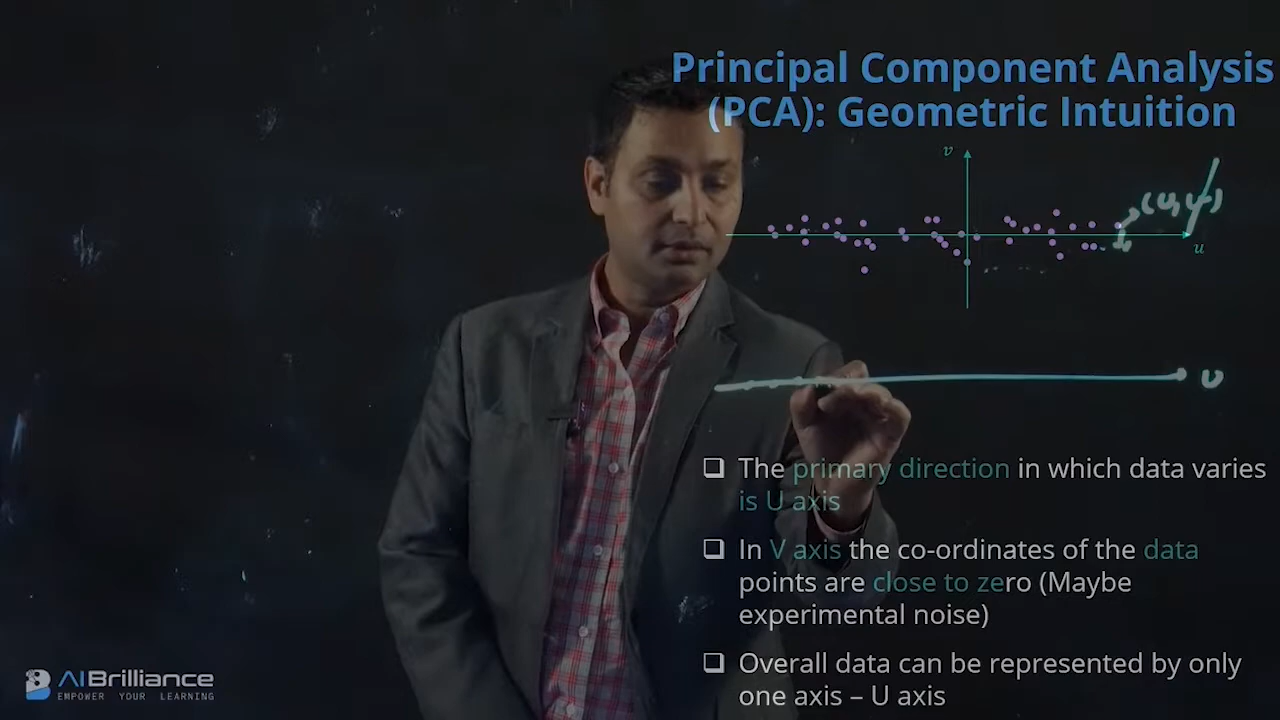 Principal Component Analysis
(PCA): Geometric Intuition
v
(u,v)
u
U
❑ The primary direction in which data varies
is U axis
❑ In V axis the co-ordinates of the data
points are close to zero (Maybe
experimental noise)
❑ Overall data can be represented by only
one axis – U axis
AIBrilliance
EMPOWER YOUR LEARNING